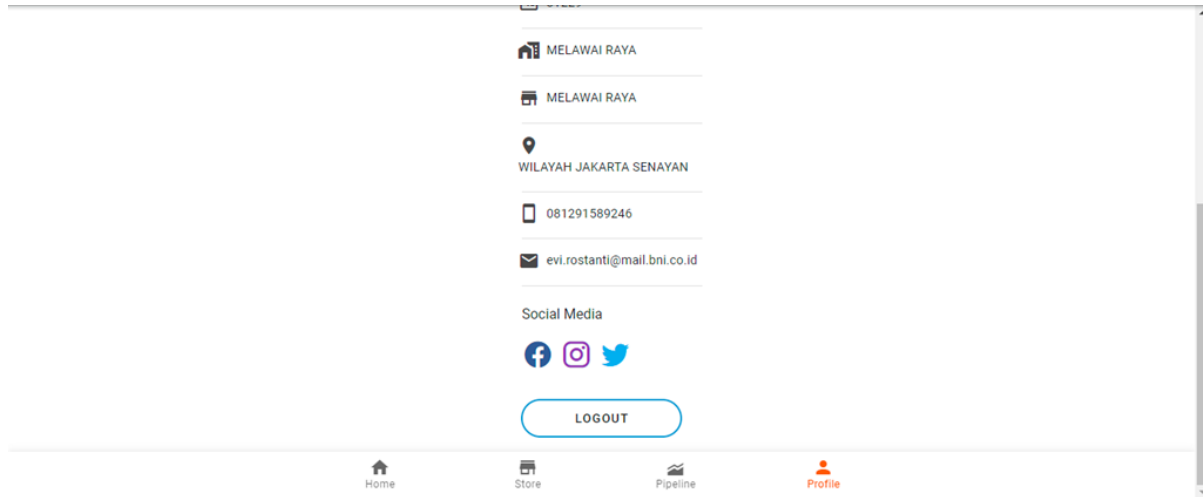 MELAWAI RAYA
MELAWAI RAYA
WILAYAH JAKARTA SENAYAN
081291589246
evi.rostanti@mail.bni.co.id
Social Media
LOGOUT
Home
Store
Pipeline
Profile